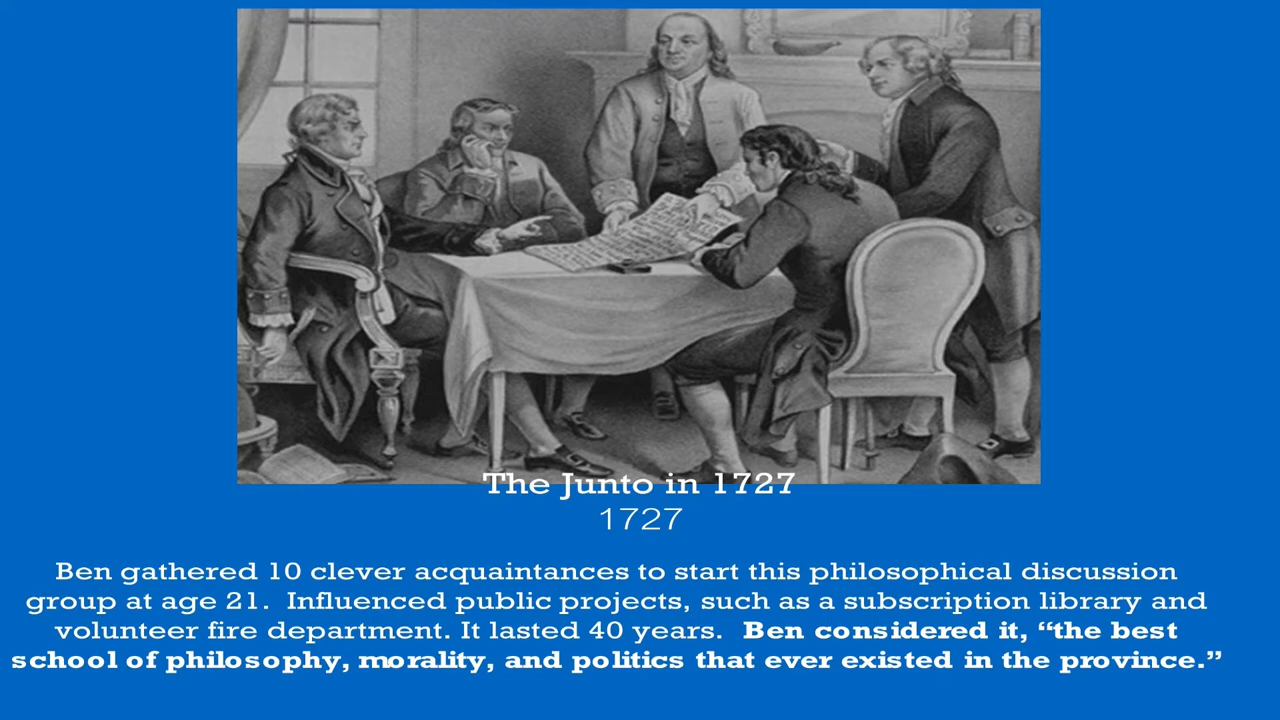 The Junto in 1727
1727
Ben gathered 10 clever acquaintances to start this philosophical discussion
group at age 21.  Influenced public projects, such as a subscription library and
volunteer fire department. It lasted 40 years.  Ben considered it, “the best
school of philosophy, morality, and politics that ever existed in the province.”